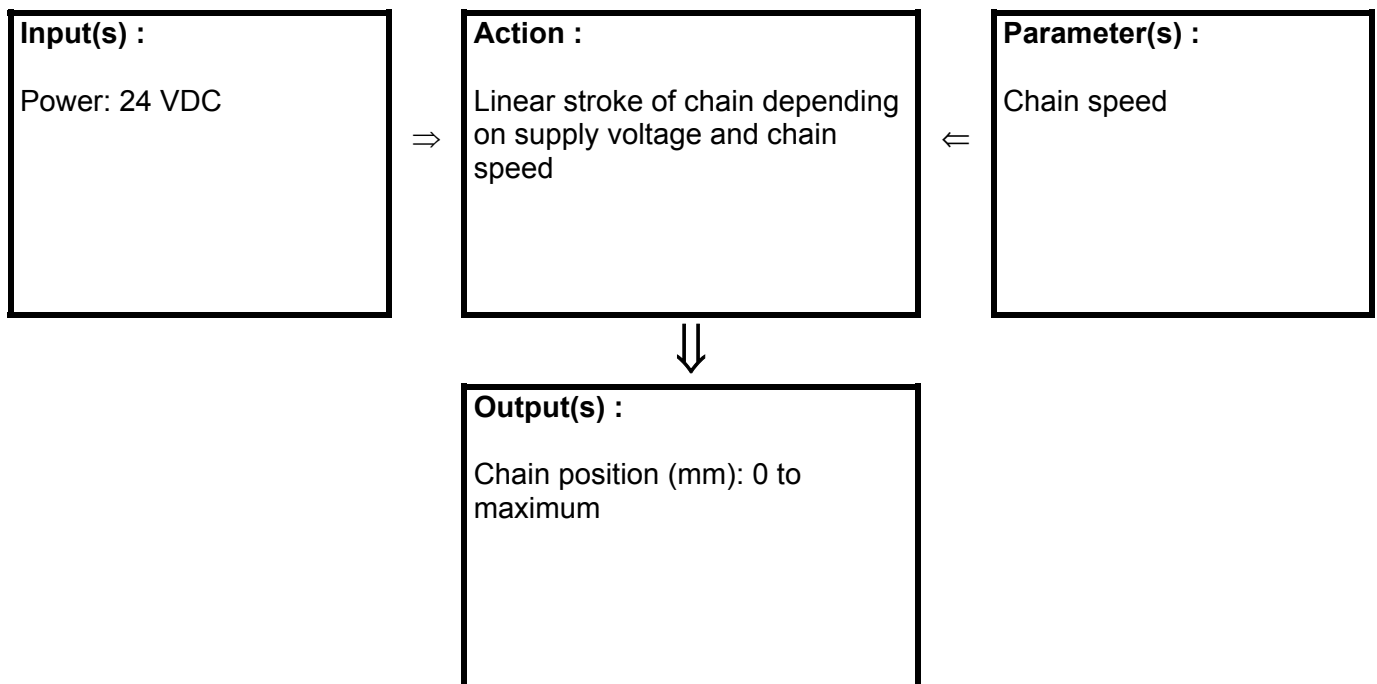 Input(s) :
Power: 24 VDC
⇒
Action :
Linear stroke of chain depending
on supply voltage and chain
speed
⇐
Parameter(s) :
Chain speed
⇓
Output(s) :
Chain position (mm): 0 to
maximum